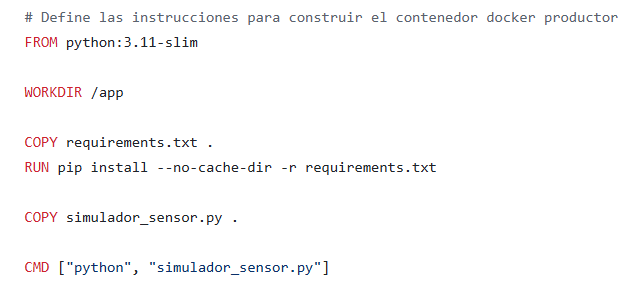 # Define las instrucciones para construir el contenedor docker productor
FROM python:3.11-slim
WORKDIR /app
COPY requirements.txt .
RUN pip install --no-cache-dir -r requirements.txt
COPY simulador_sensor.py .
CMD ["python", "simulador_sensor.py"]